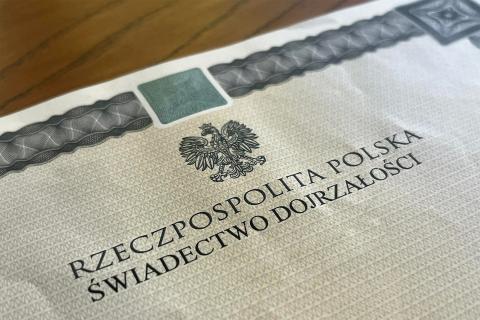 RZECZPOSPOLITA POLSKA
ŚWIADECTWO DOJRZAŁOŚCI